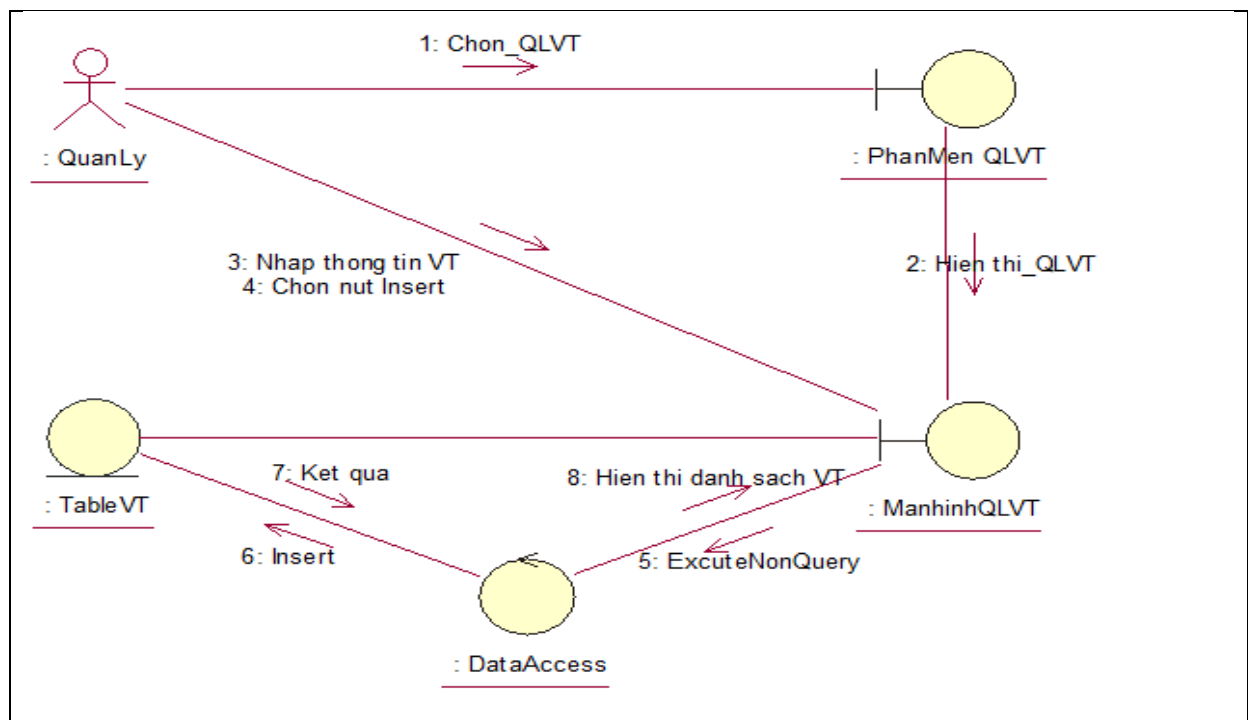 1: Chon_QLVT
: QuanLy
: PhanMen QLVT
3: Nhap thong tin VT
4: Chon nut Insert
2: Hien thi_QLVT
7: Ket qua
8: Hien thi danh sach VT
: TableVT
: ManhinhQLVT
6: Insert
5: ExcuteNonQuery
: DataAccess